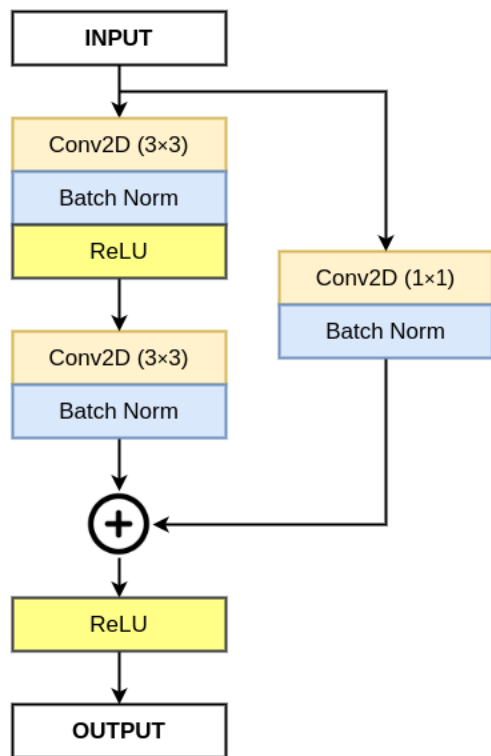 INPUT
Conv2D (3×3)
Batch Norm
ReLU
Conv2D (1×1)
Batch Norm
Conv2D (3×3)
Batch Norm
+
ReLU
OUTPUT